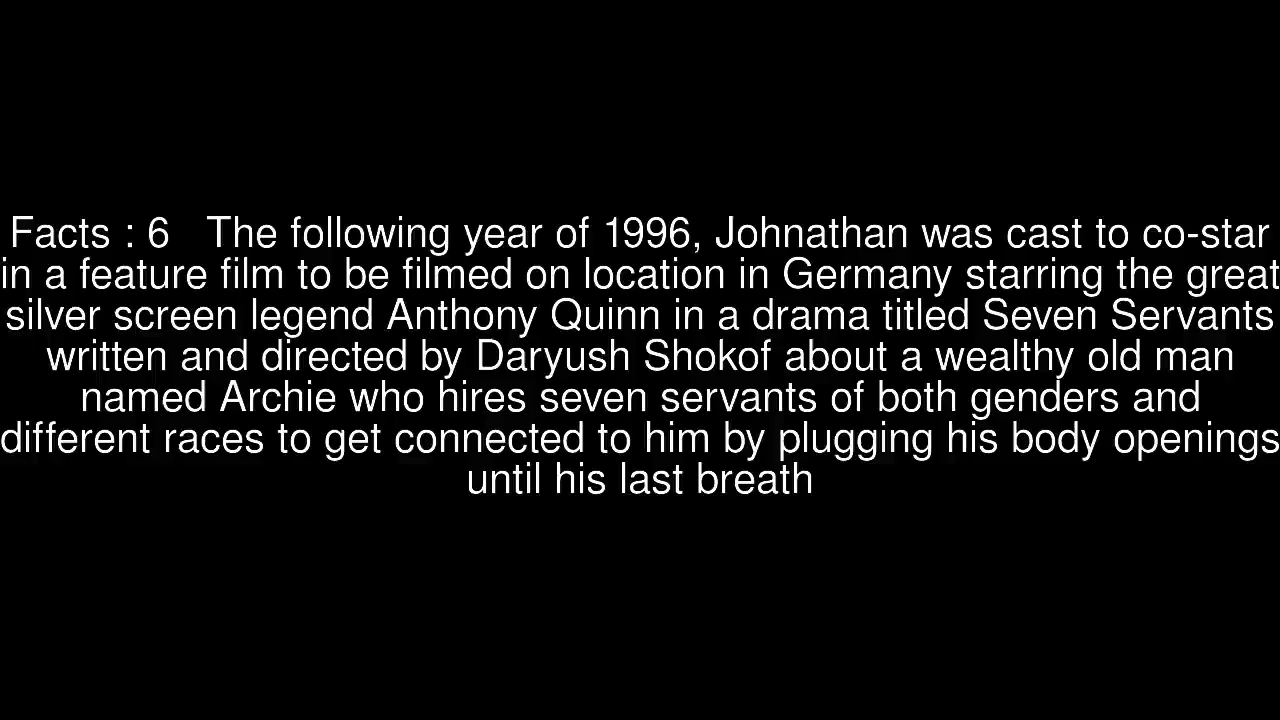 Facts : 6   The following year of 1996, Johnathan was cast to co-star
in a feature film to be filmed on location in Germany starring the great
silver screen legend Anthony Quinn in a drama titled Seven Servants
written and directed by Daryush Shokof about a wealthy old man
named Archie who hires seven servants of both genders and
different races to get connected to him by plugging his body openings
until his last breath